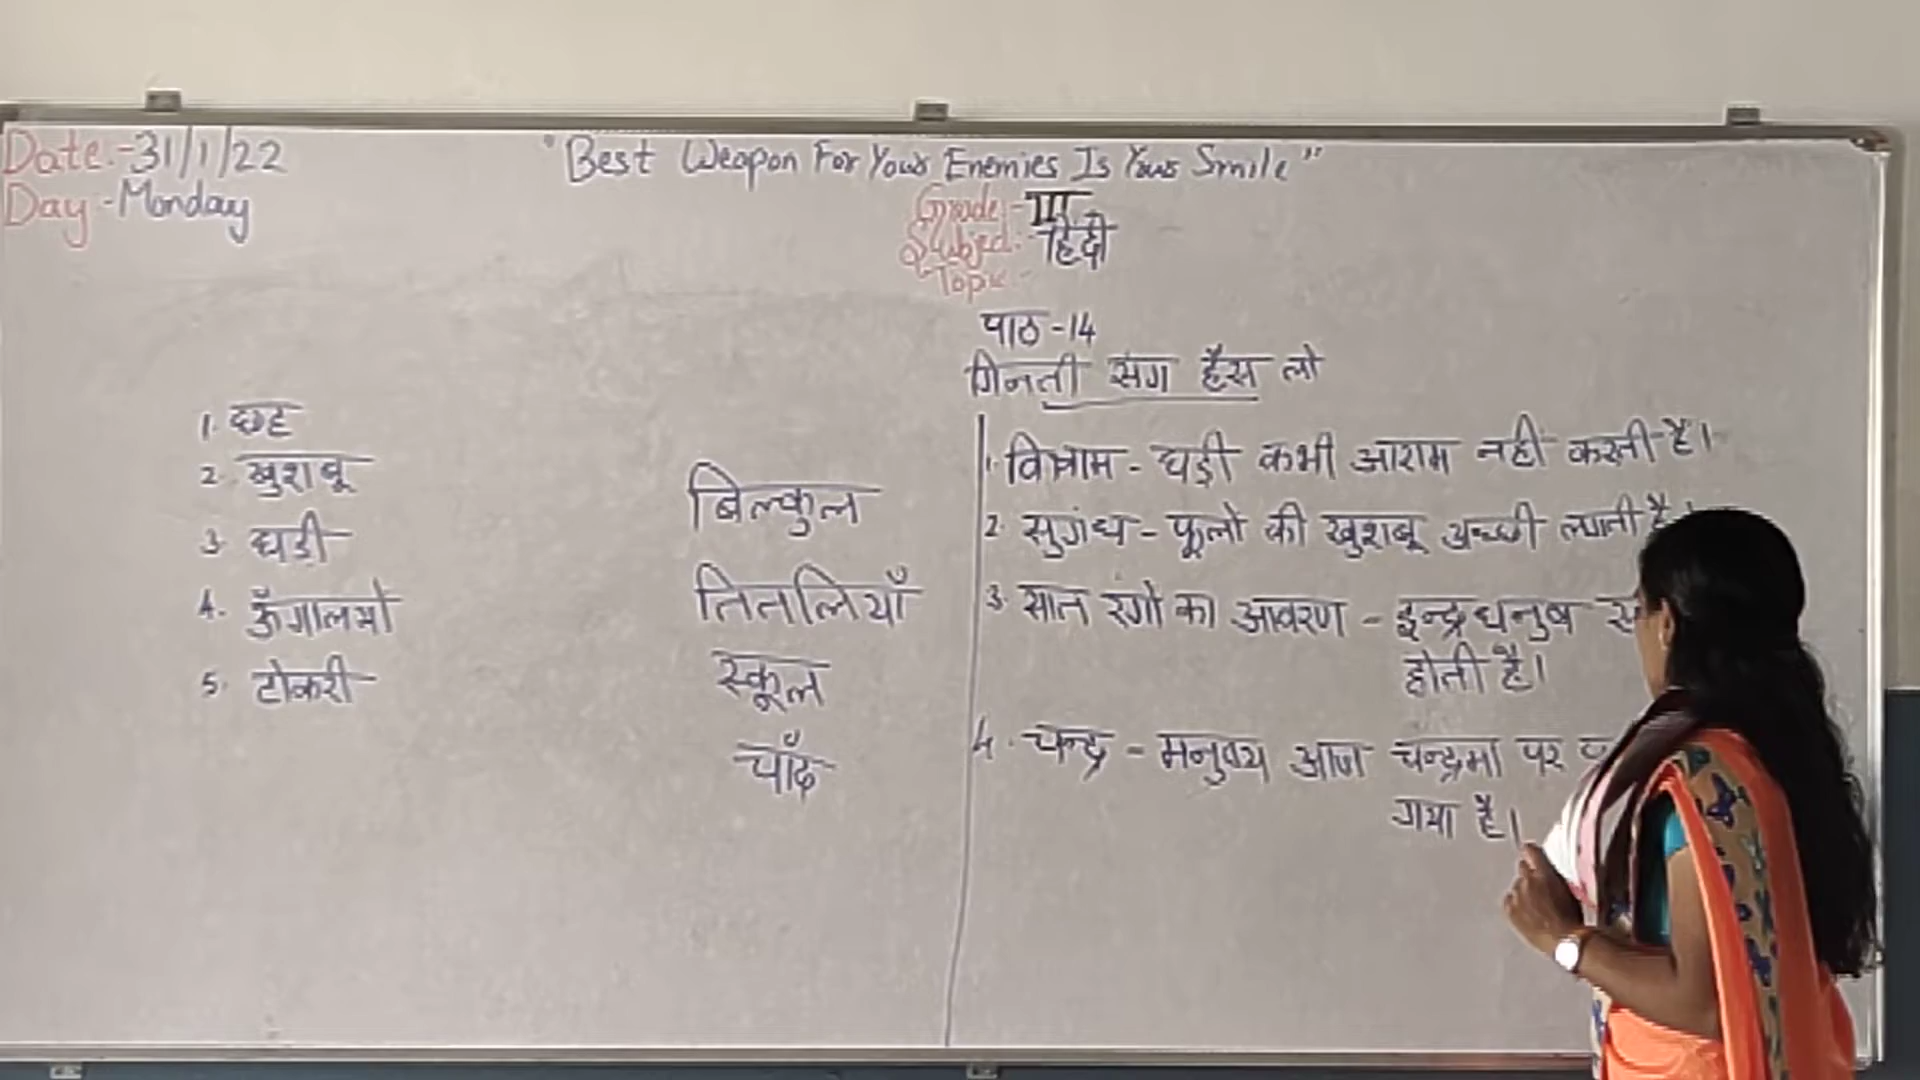 Date.-31/1/22
Day-Monday
"Best Weapon For Your Enemies Is Your Smile"
Grade-III
Subject:-हिंदी
Topic-
पाठ-14
गिनती संग हँस लो
1. छह
2. खुशबू
3. घड़ी
4. ऊँगालियो
5. टोकरी
बिल्कुल
तितलियाँ
स्कूल
चाँद
1. विश्राम - घड़ी कभी आराम नही करती है।
2. सुगंध - फूलो की खुशबू अच्छी लगती है
3. सात रंगो का आवरण - इन्द्रधनुष
होती है।
4. चन्द्र - मनुष्य आज चन्द्रमा पर
गया है।